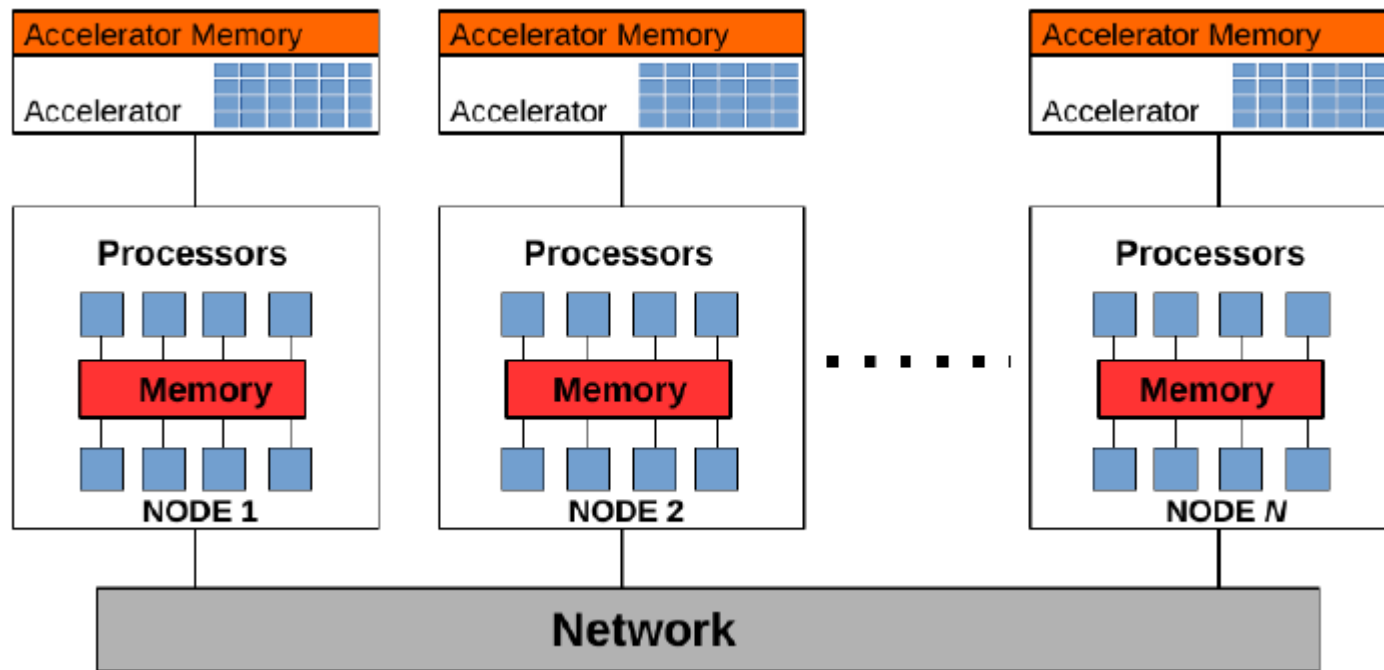 Accelerator Memory
Accelerator
Processors
Memory
NODE 1
Accelerator Memory
Accelerator
Processors
Memory
NODE 2
Accelerator Memory
Accelerator
Processors
Memory
NODE N
Network